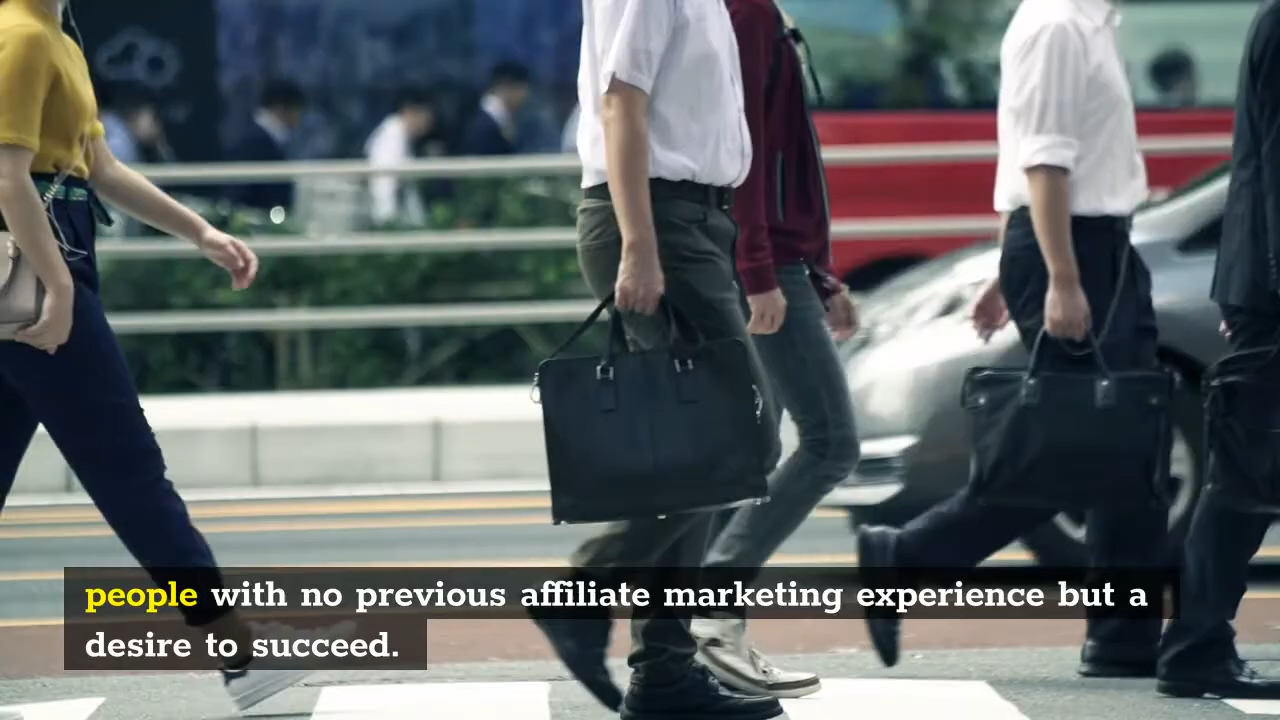 people with no previous affiliate marketing experience but a
desire to succeed.